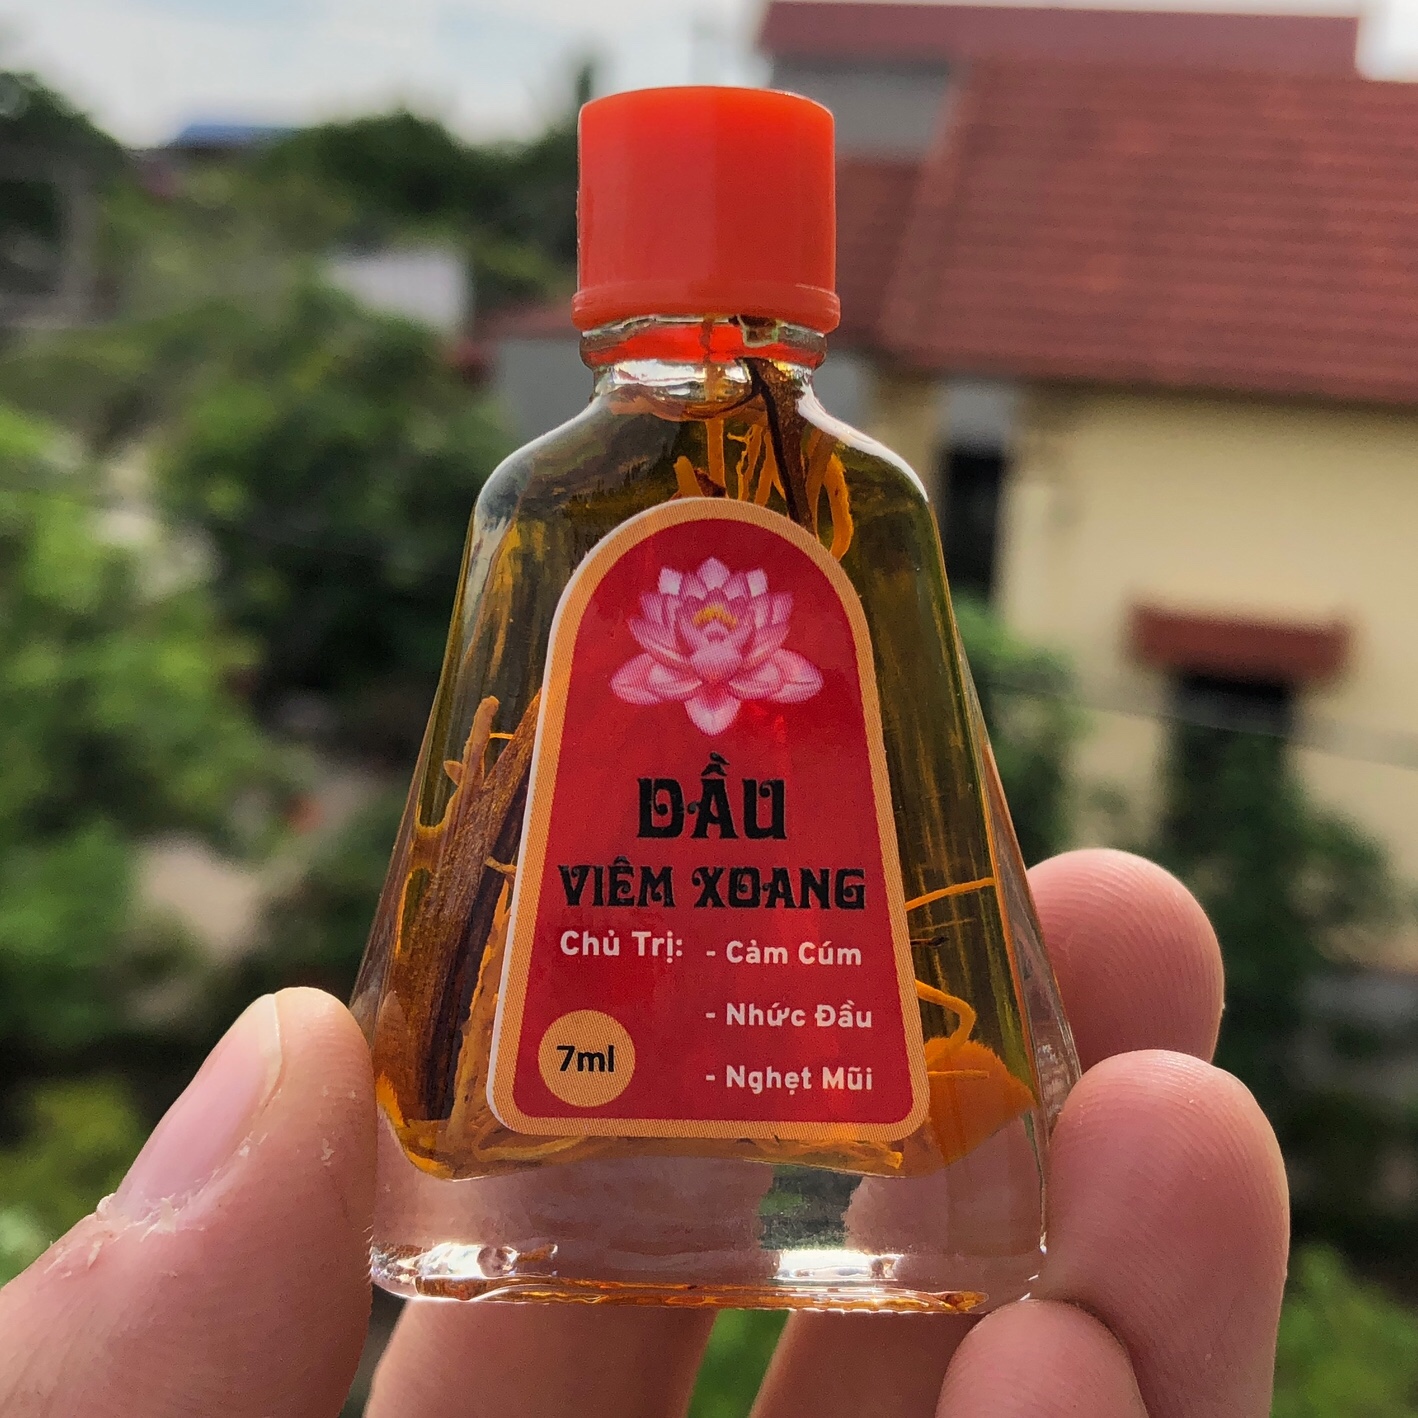 DẦU
VIÊM XOANG
Chủ Trị: - Cảm Cúm
- Nhức Đầu
7ml
- Nghẹt Mũi